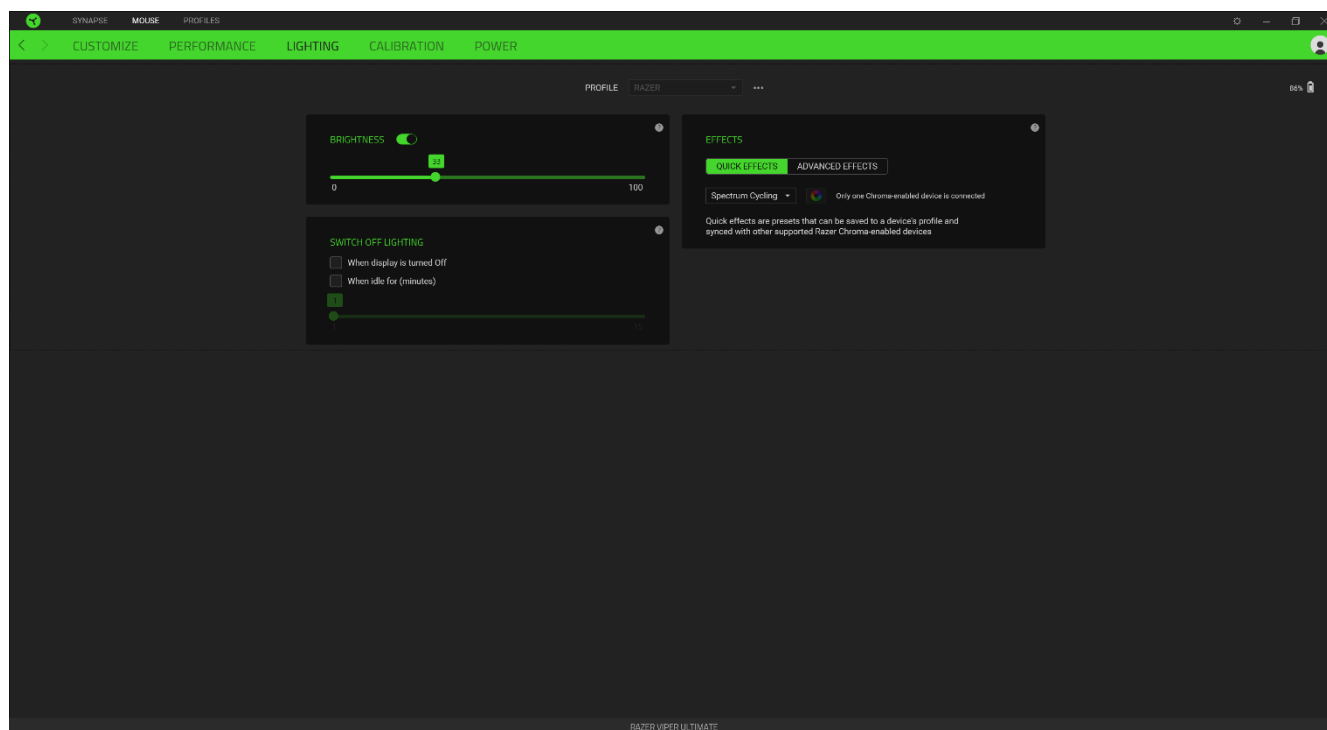 SYNAPSE MOUSE PROFILES
CUSTOMIZE PERFORMANCE LIGHTING CALIBRATION POWER
PROFILE RAZER
86%
BRIGHTNESS
33
0 100
SWITCH OFF LIGHTING
When display is turned Off
When idle for (minutes)
1
1 15
EFFECTS
QUICK EFFECTS ADVANCED EFFECTS
Spectrum Cycling Only one Chroma-enabled device is connected
Quick effects are presets that can be saved to a device's profile and
synced with other supported Razer Chroma-enabled devices
RAZER VIPER ULTIMATE